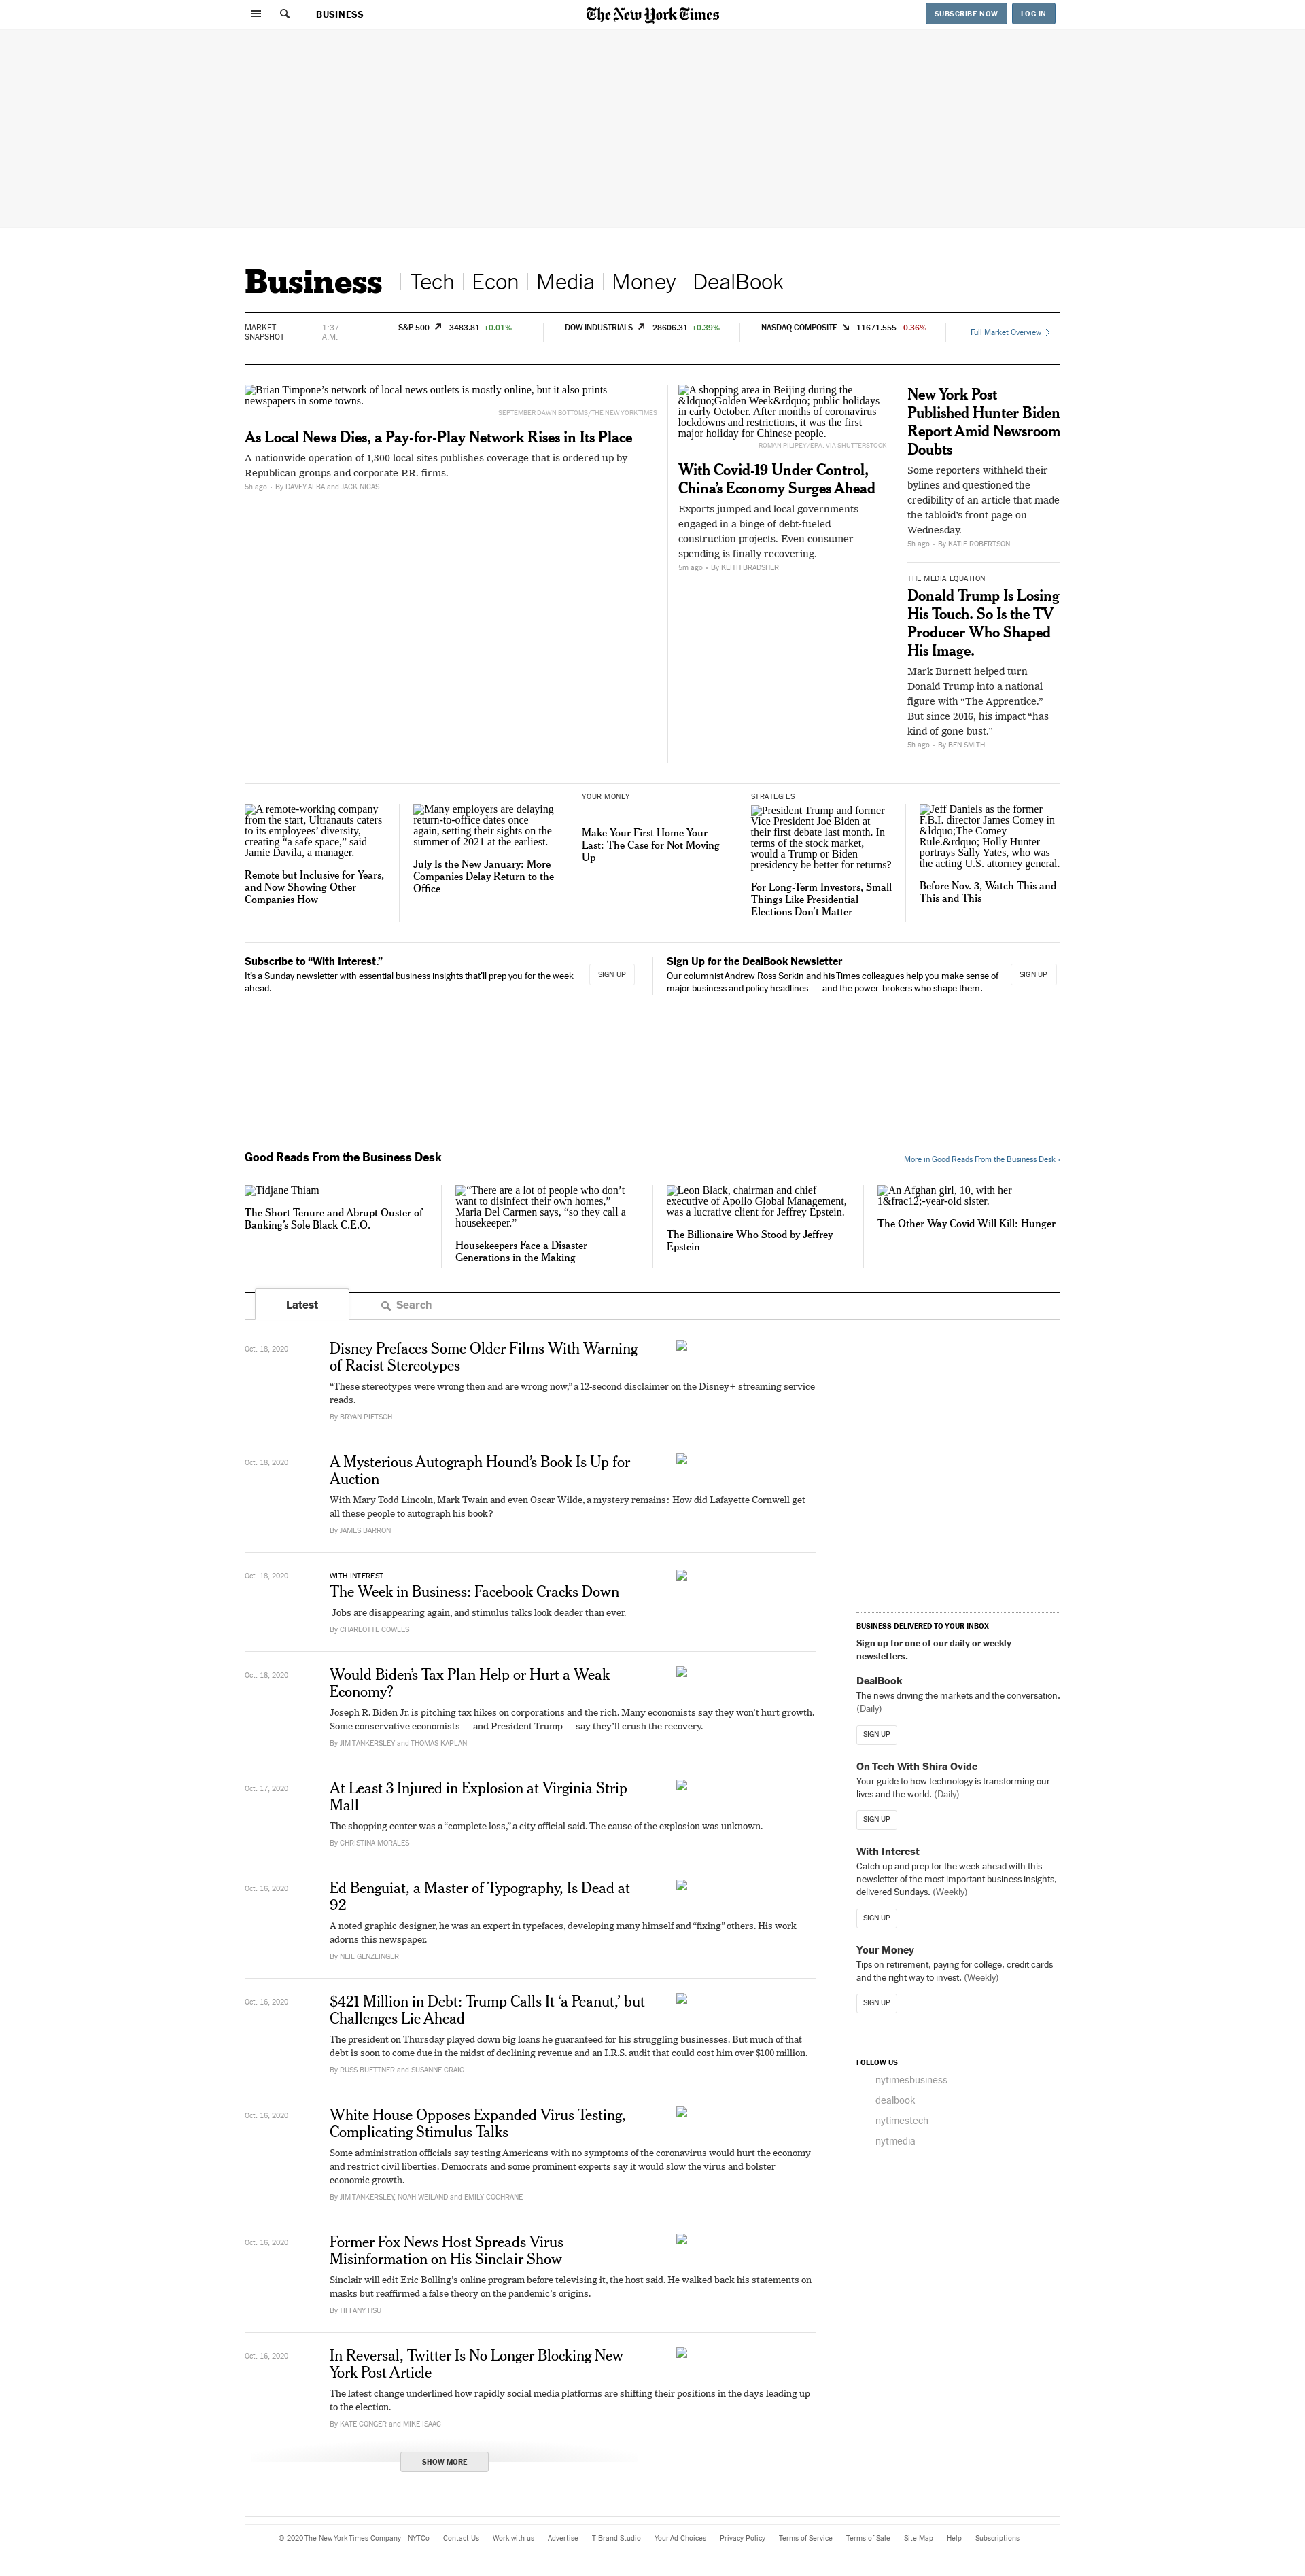 BUSINESS
The New York Times
SUBSCRIBE NOW
LOG IN
Business
Tech
Econ
Media
Money
DealBook
MARKET
SNAPSHOT
1:37
A.M.
S&P 500 3483.81 +0.01%
DOW INDUSTRIALS 28606.31 +0.39%
NASDAQ COMPOSITE 11671.555 -0.36%
Full Market Overview
Brian Timpone’s network of local news outlets is mostly online, but it also prints
newspapers in some towns.
SEPTEMBER DAWN BOTTOMS/THE NEW YORK TIMES
As Local News Dies, a Pay-for-Play Network Rises in Its Place
A nationwide operation of 1,300 local sites publishes coverage that is ordered up by
Republican groups and corporate P.R. firms.
5h ago • By DAVEY ALBA and JACK NICAS
A shopping area in Beijing during the
&ldquo;Golden Week&rdquo; public holidays
in early October. After months of coronavirus
lockdowns and restrictions, it was the first
major holiday for Chinese people.
ROMAN PILIPEY/EPA, VIA SHUTTERSTOCK
With Covid-19 Under Control,
China’s Economy Surges Ahead
Exports jumped and local governments
engaged in a binge of debt-fueled
construction projects. Even consumer
spending is finally recovering.
5m ago • By KEITH BRADSHER
New York Post
Published Hunter Biden
Report Amid Newsroom
Doubts
Some reporters withheld their
bylines and questioned the
credibility of an article that made
the tabloid’s front page on
Wednesday.
5h ago • By KATIE ROBERTSON
THE MEDIA EQUATION
Donald Trump Is Losing
His Touch. So Is the TV
Producer Who Shaped
His Image.
Mark Burnett helped turn
Donald Trump into a national
figure with “The Apprentice.”
But since 2016, his impact “has
kind of gone bust.”
5h ago • By BEN SMITH
A remote-working company
from the start, Ultranauts caters
to its employees’ diversity,
creating “a safe space,” said
Jamie Davila, a manager.
Remote but Inclusive for Years,
and Now Showing Other
Companies How
Many employers are delaying
return-to-office dates once
again, setting their sights on the
summer of 2021 at the earliest.
July Is the New January: More
Companies Delay Return to the
Office
YOUR MONEY
Make Your First Home Your
Last: The Case for Not Moving
Up
STRATEGIES
President Trump and former
Vice President Joe Biden at
their first debate last month. In
terms of the stock market,
would a Trump or Biden
presidency be better for returns?
For Long-Term Investors, Small
Things Like Presidential
Elections Don’t Matter
Jeff Daniels as the former
F.B.I. director James Comey in
&ldquo;The Comey
Rule.&rdquo; Holly Hunter
portrays Sally Yates, who was
the acting U.S. attorney general.
Before Nov. 3, Watch This and
This and This
Subscribe to “With Interest.”
It’s a Sunday newsletter with essential business insights that’ll prep you for the week
ahead.
SIGN UP
Sign Up for the DealBook Newsletter
Our columnist Andrew Ross Sorkin and his Times colleagues help you make sense of
major business and policy headlines — and the power-brokers who shape them.
SIGN UP
Good Reads From the Business Desk
More in Good Reads From the Business Desk ›
Tidjane Thiam
The Short Tenure and Abrupt Ouster of
Banking’s Sole Black C.E.O.
“There are a lot of people who don’t
want to disinfect their own homes,”
Maria Del Carmen says, “so they call a
housekeeper.”
Housekeepers Face a Disaster
Generations in the Making
Leon Black, chairman and chief
executive of Apollo Global Management,
was a lucrative client for Jeffrey Epstein.
The Billionaire Who Stood by Jeffrey
Epstein
An Afghan girl, 10, with her
1&frac12;-year-old sister.
The Other Way Covid Will Kill: Hunger
Latest
Search
Oct. 18, 2020
Disney Prefaces Some Older Films With Warning
of Racist Stereotypes
“These stereotypes were wrong then and are wrong now,” a 12-second disclaimer on the Disney+ streaming service
reads.
By BRYAN PIETSCH
Oct. 18, 2020
A Mysterious Autograph Hound’s Book Is Up for
Auction
With Mary Todd Lincoln, Mark Twain and even Oscar Wilde, a mystery remains: How did Lafayette Cornwell get
all these people to autograph his book?
By JAMES BARRON
Oct. 18, 2020
WITH INTEREST
The Week in Business: Facebook Cracks Down
Jobs are disappearing again, and stimulus talks look deader than ever.
By CHARLOTTE COWLES
Oct. 18, 2020
Would Biden’s Tax Plan Help or Hurt a Weak
Economy?
Joseph R. Biden Jr. is pitching tax hikes on corporations and the rich. Many economists say they won’t hurt growth.
Some conservative economists — and President Trump — say they’ll crush the recovery.
By JIM TANKERSLEY and THOMAS KAPLAN
Oct. 17, 2020
At Least 3 Injured in Explosion at Virginia Strip
Mall
The shopping center was a “complete loss,” a city official said. The cause of the explosion was unknown.
By CHRISTINA MORALES
Oct. 16, 2020
Ed Benguiat, a Master of Typography, Is Dead at
92
A noted graphic designer, he was an expert in typefaces, developing many himself and “fixing” others. His work
adorns this newspaper.
By NEIL GENZLINGER
Oct. 16, 2020
$421 Million in Debt: Trump Calls It ‘a Peanut,’ but
Challenges Lie Ahead
The president on Thursday played down big loans he guaranteed for his struggling businesses. But much of that
debt is soon to come due in the midst of declining revenue and an I.R.S. audit that could cost him over $100 million.
By RUSS BUETTNER and SUSANNE CRAIG
Oct. 16, 2020
White House Opposes Expanded Virus Testing,
Complicating Stimulus Talks
Some administration officials say testing Americans with no symptoms of the coronavirus would hurt the economy
and restrict civil liberties. Democrats and some prominent experts say it would slow the virus and bolster
economic growth.
By JIM TANKERSLEY, NOAH WEILAND and EMILY COCHRANE
Oct. 16, 2020
Former Fox News Host Spreads Virus
Misinformation on His Sinclair Show
Sinclair will edit Eric Bolling’s online program before televising it, the host said. He walked back his statements on
masks but reaffirmed a false theory on the pandemic’s origins.
By TIFFANY HSU
Oct. 16, 2020
In Reversal, Twitter Is No Longer Blocking New
York Post Article
The latest change underlined how rapidly social media platforms are shifting their positions in the days leading up
to the election.
By KATE CONGER and MIKE ISAAC
SHOW MORE
BUSINESS DELIVERED TO YOUR INBOX
Sign up for one of our daily or weekly
newsletters.
DealBook
The news driving the markets and the conversation.
(Daily)
SIGN UP
On Tech With Shira Ovide
Your guide to how technology is transforming our
lives and the world. (Daily)
SIGN UP
With Interest
Catch up and prep for the week ahead with this
newsletter of the most important business insights,
delivered Sundays. (Weekly)
SIGN UP
Your Money
Tips on retirement, paying for college, credit cards
and the right way to invest. (Weekly)
SIGN UP
FOLLOW US
nytimesbusiness
dealbook
nytimestech
nytmedia
© 2020 The New York Times Company NYTCo Contact Us Work with us Advertise T Brand Studio Your Ad Choices Privacy Policy Terms of Service Terms of Sale Site Map Help Subscriptions